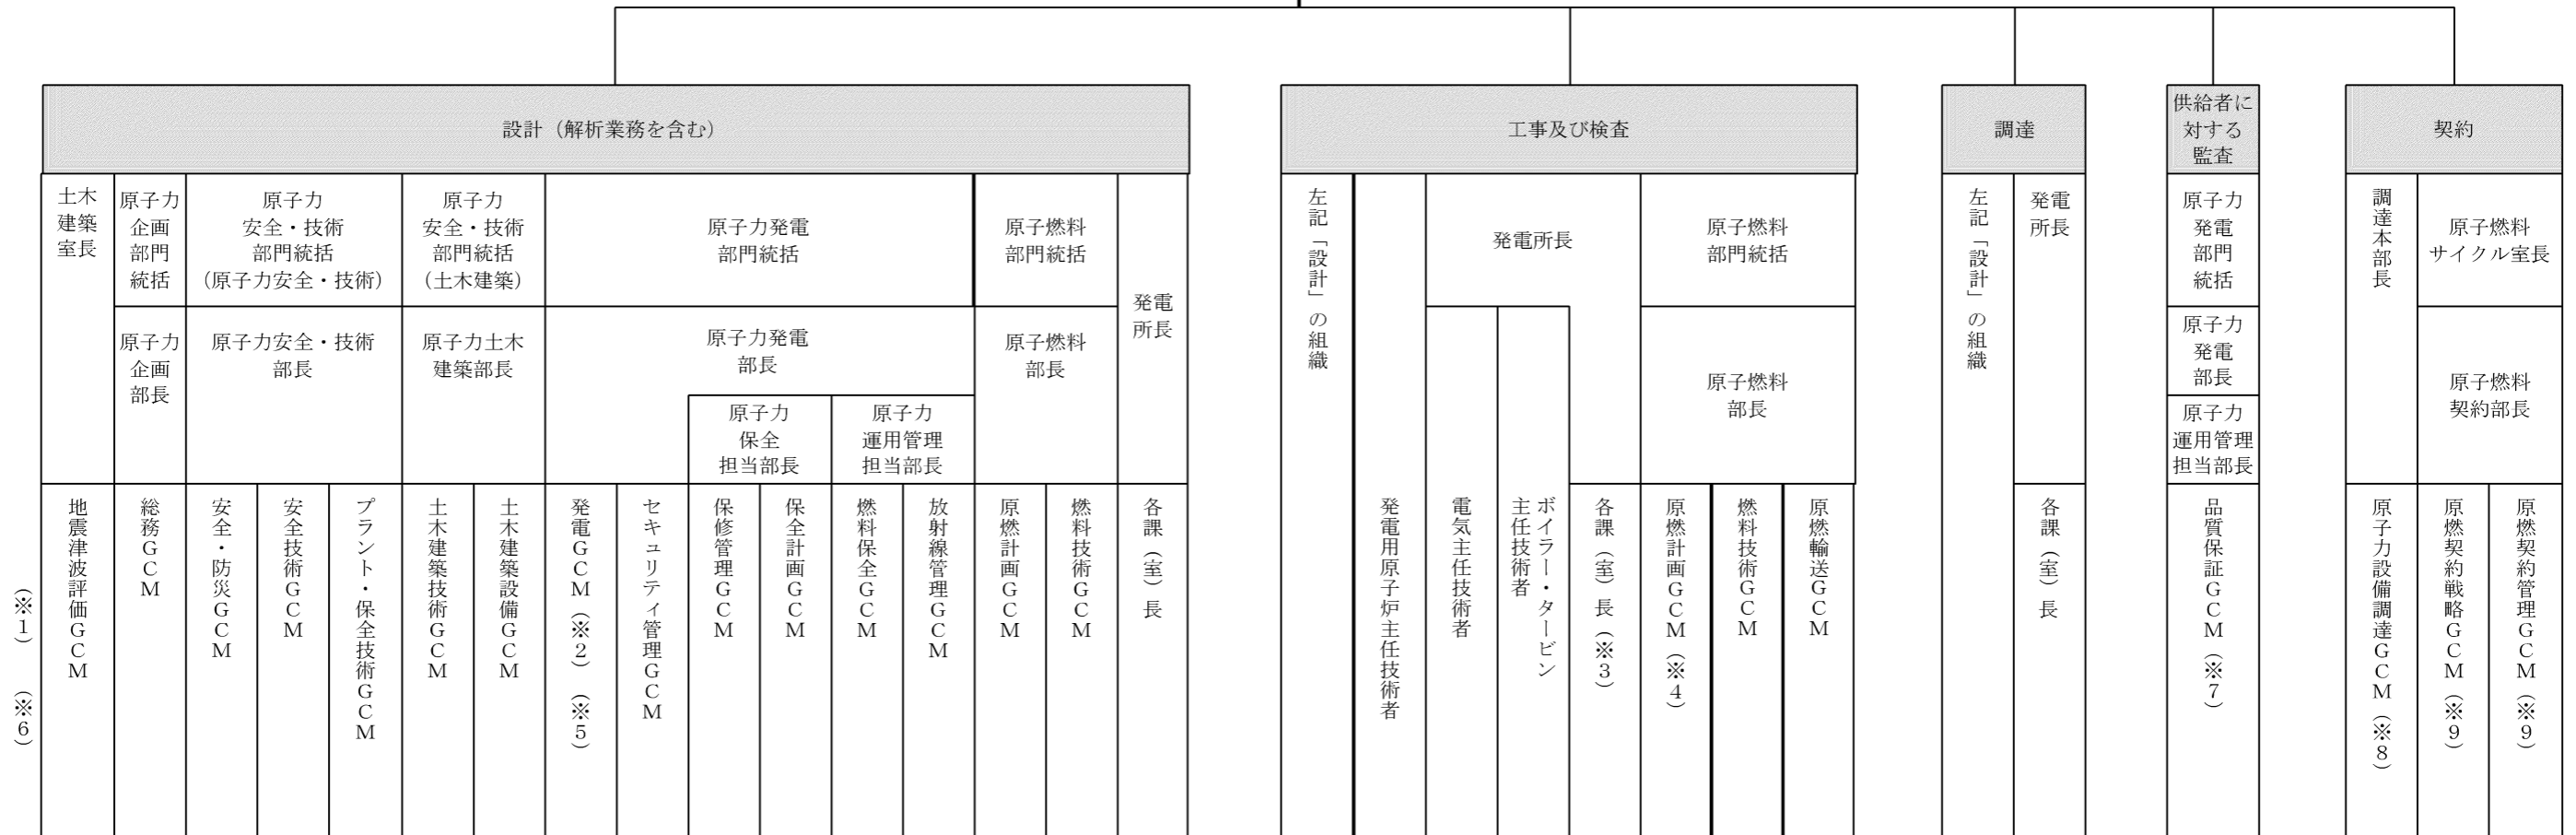 設計（解析業務を含む）
土木
建築
室長
原子力
企画
部門
統括
原子力
安全・技術
部門統括
（原子力安全・技術）
原子力
安全・技術
部門統括
（土木建築）
原子力発電
部門統括
原子燃料
部門統括
発電
所長
原子力
企画
部長
原子力安全・技術
部長
原子力土木
建築部長
原子力発電
部長
原子燃料
部長
原子力
保全
担当部長
原子力
運用管理
担当部長
（※１）（※６）
地震津波評価ＧＣＭ
総務ＧＣＭ
安全・防災ＧＣＭ
安全技術ＧＣＭ
プラント・保全技術ＧＣＭ
土木建築技術ＧＣＭ
土木建築設備ＧＣＭ
発電ＧＣＭ（※２）（※５）
セキュリティ管理ＧＣＭ
保修管理ＧＣＭ
保全計画ＧＣＭ
燃料保全ＧＣＭ
放射線管理ＧＣＭ
原燃計画ＧＣＭ
燃料技術ＧＣＭ
各課（室）長
工事及び検査
左記「設計」の組織
発電所長
原子燃料
部門統括
原子燃料
部長
発電用原子炉主任技術者
電気主任技術者
ボイラー・タービン
主任技術者
各課（室）長（※３）
原燃計画ＧＣＭ（※４）
燃料技術ＧＣＭ
原燃輸送ＧＣＭ
調達
左記「設計」の組織
発電
所長
各課（室）長
供給者に
対する
監査
原子力
発電
部門
統括
原子力
発電
部長
原子力
運用管理
担当部長
品質保証ＧＣＭ（※７）
契約
調達本部長
原子燃料
サイクル室長
原子燃料
契約部長
原子力設備調達ＧＣＭ（※８）
原燃契約戦略ＧＣＭ（※９）
原燃契約管理ＧＣＭ（※９）